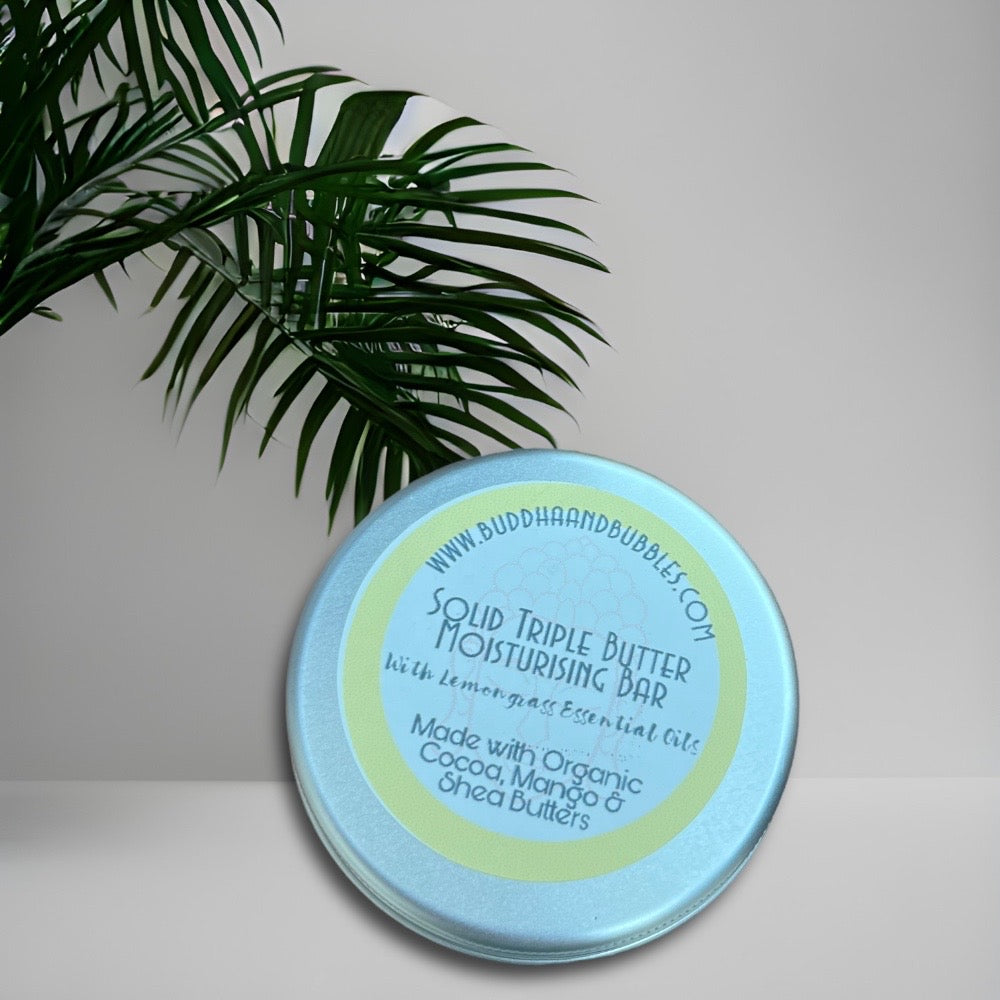 WWW.BUDDHAANDBUBBLES.COM
SOLID TRIPLE BUTTER
MOISTURISING BAR
With Lemongrass Essential Oils
Made with Organic
Cocoa, Mango &
Shea Butters